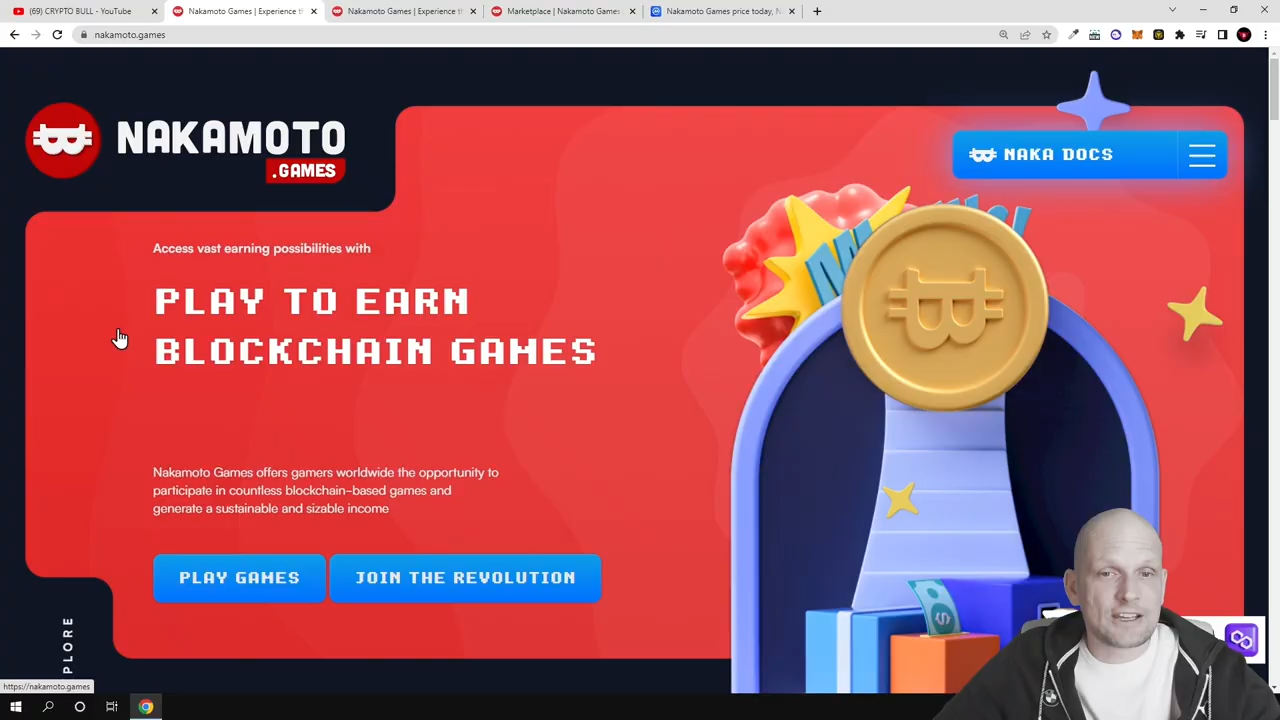 (69) CRYPTO BULL - YouTube
Nakamoto Games | Experience th
Nakamoto Games | Experience th
Marketplace | Nakamoto Games
Nakamoto Games price today, N
nakamoto.games
NAKAMOTO
.GAMES
NAKA DOCS
Access vast earning possibilities with
PLAY TO EARN
BLOCKCHAIN GAMES
Nakamoto Games offers gamers worldwide the opportunity to
participate in countless blockchain-based games and
generate a sustainable and sizable income
PLAY GAMES
JOIN THE REVOLUTION
PLORE
https://nakamoto.games